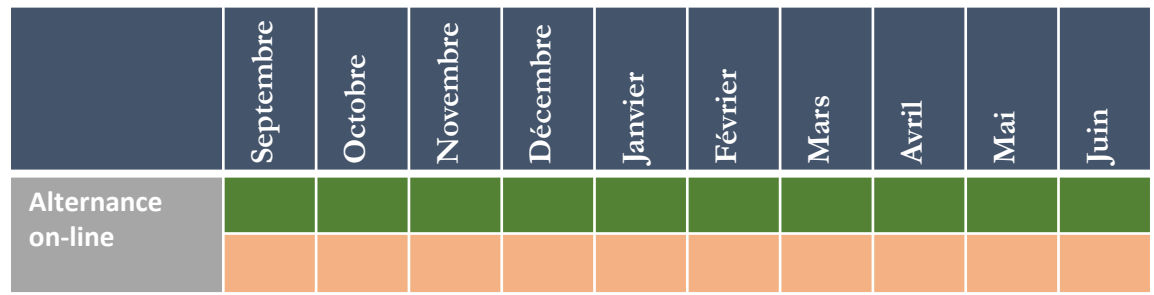 Septembre
Octobre
Novembre
Décembre
Janvier
Février
Mars
Avril
Mai
Juin
Alternance
on-line